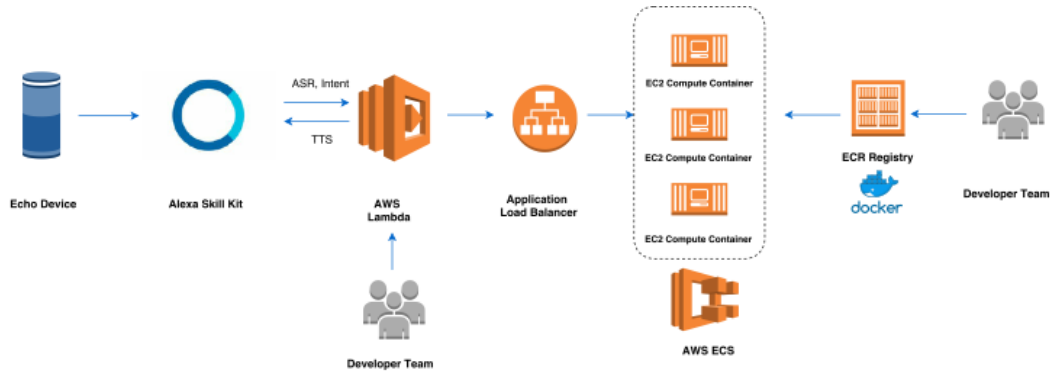 ASR, Intent
TTS
Echo Device
Alexa Skill Kit
AWS
Lambda
Application
Load Balancer
EC2 Compute Container
EC2 Compute Container
EC2 Compute Container
AWS ECS
ECR Registry
docker
Developer Team
Developer Team